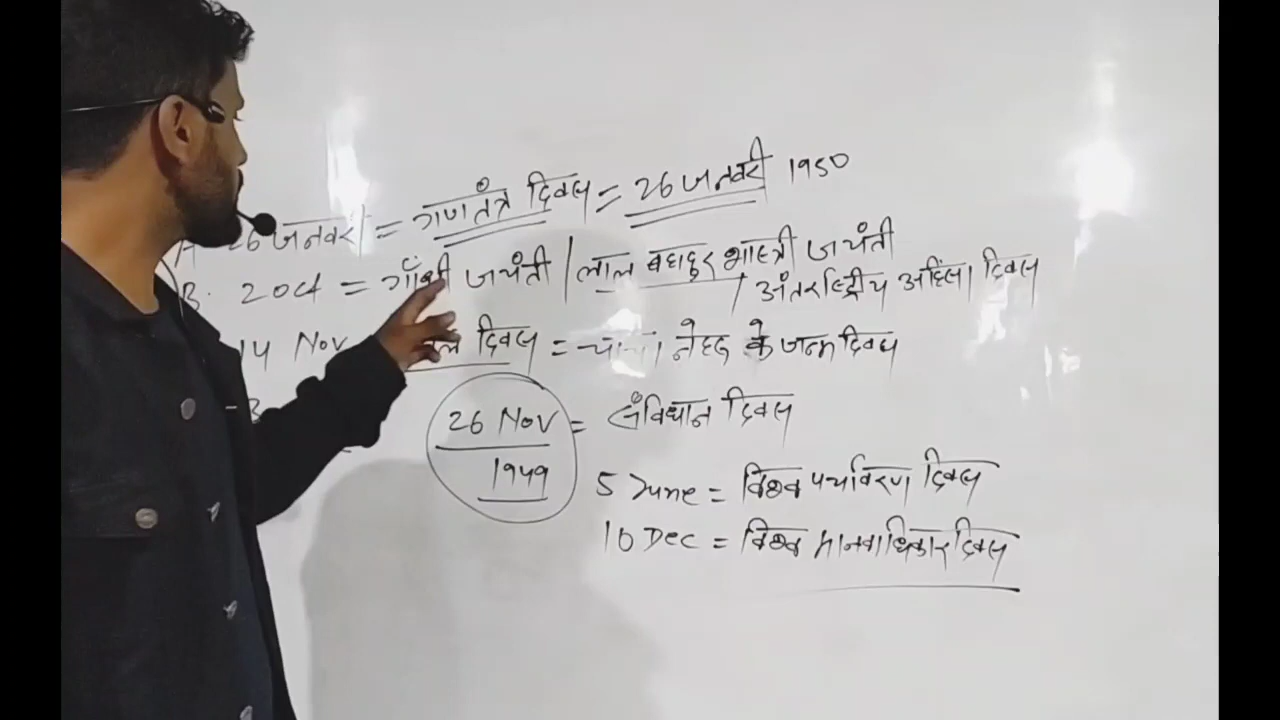 A 26 जनवरी = गणतंत्र दिवस = 26 जनवरी 1950
B. 2 Oct = गाँधी जयंती / लाल बहादुर शास्त्री जयंती
/ अंतर्राष्ट्रीय अहिंसा दिवस
14 Nov दिवस = नेहरू के जन्म दिवस
26 Nov = संविधान दिवस
1949
5 June = विश्व पर्यावरण दिवस
10 Dec = विश्व मानवाधिकार दिवस